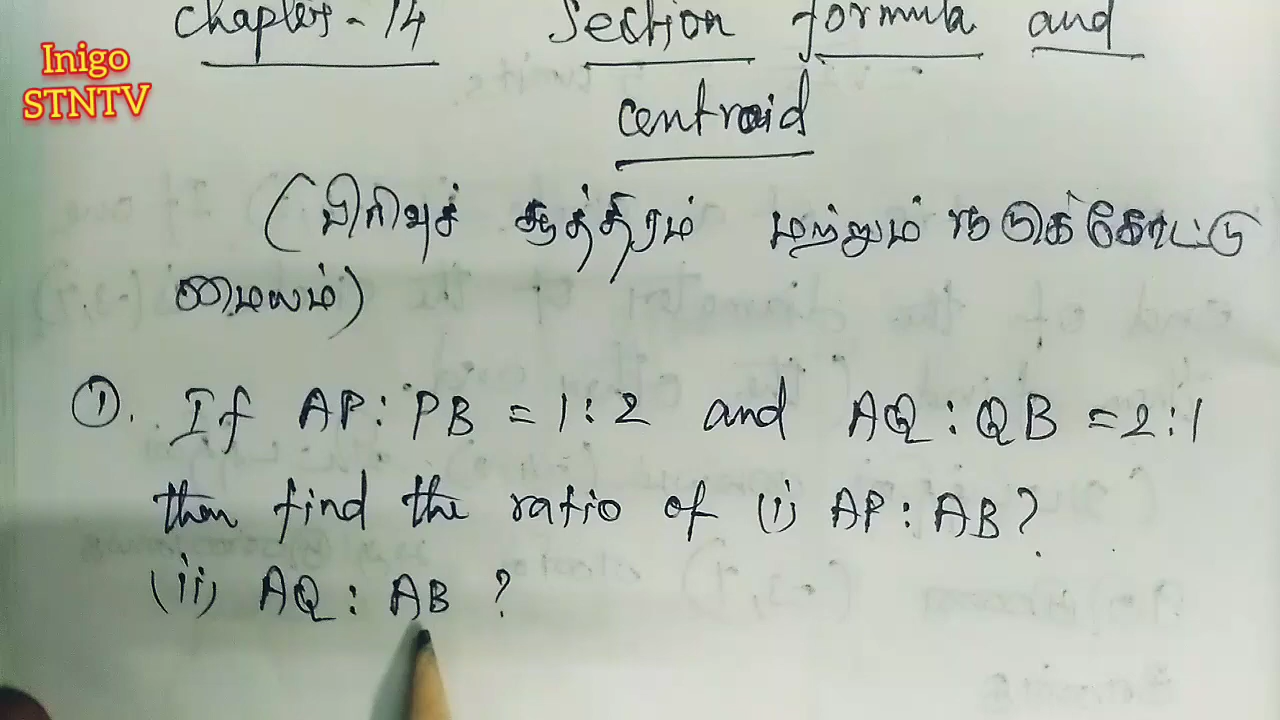 Chapter - 14 Section formula and
Inigo
STNTV
centroid
(பிரிவுச் சூத்திரம் மற்றும் நடுக்கோட்டு
மையம்)
①. If AP : PB = 1 : 2 and AQ : QB = 2 : 1
then find the ratio of (i) AP : AB ?
(ii) AQ : AB ?